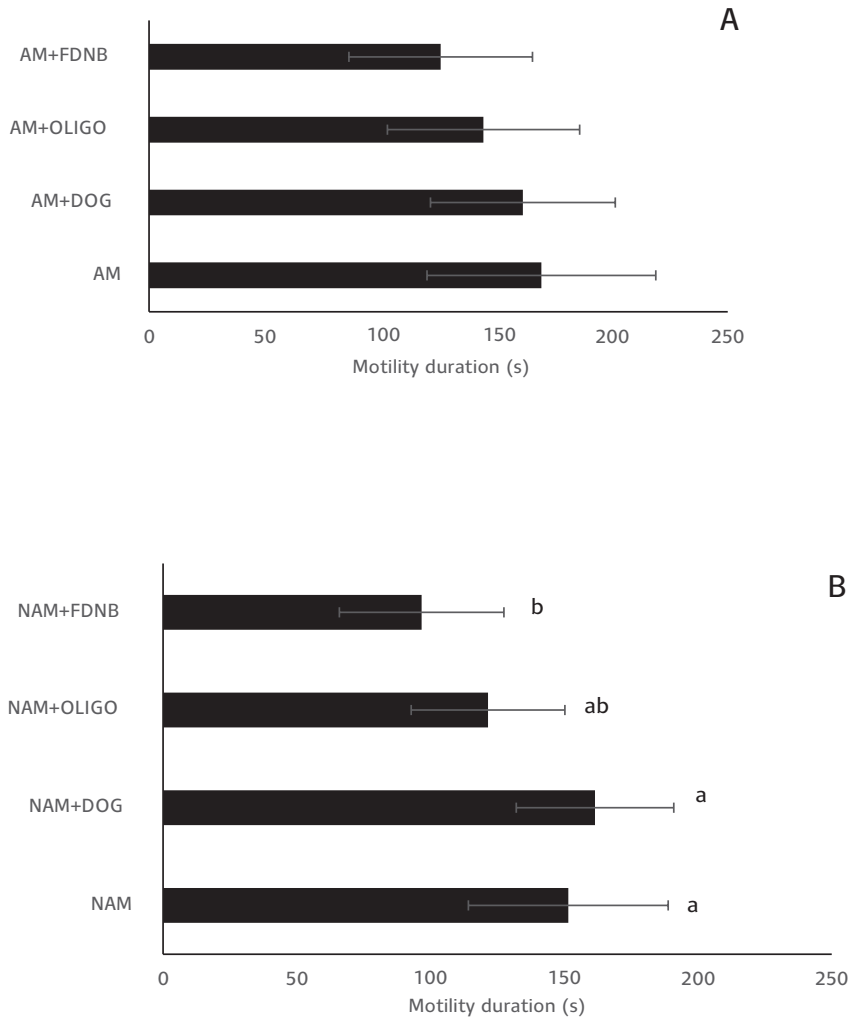 A
AM+FDNB
AM+OLIGO
AM+DOG
AM
0 50 100 150 200 250
Motility duration (s)
B
NAM+FDNB b
NAM+OLIGO ab
NAM+DOG a
NAM a
0 50 100 150 200 250
Motility duration (s)